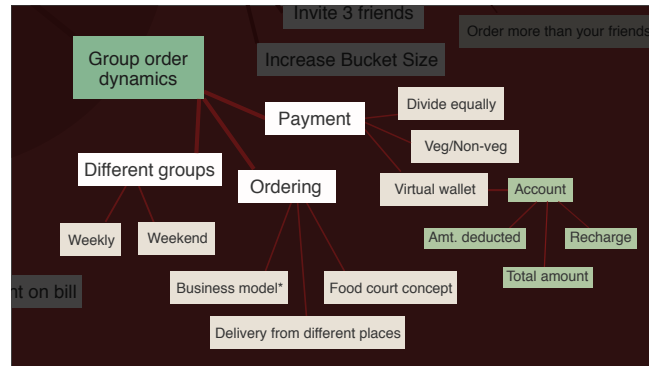 Invite 3 friends
Order more than your friends
Increase Bucket Size
Group order
dynamics
Divide equally
Payment
Veg/Non-veg
Different groups
Ordering
Virtual wallet
Account
Weekly
Weekend
Amt. deducted
Recharge
Total amount
nt on bill
Business model*
Food court concept
Delivery from different places